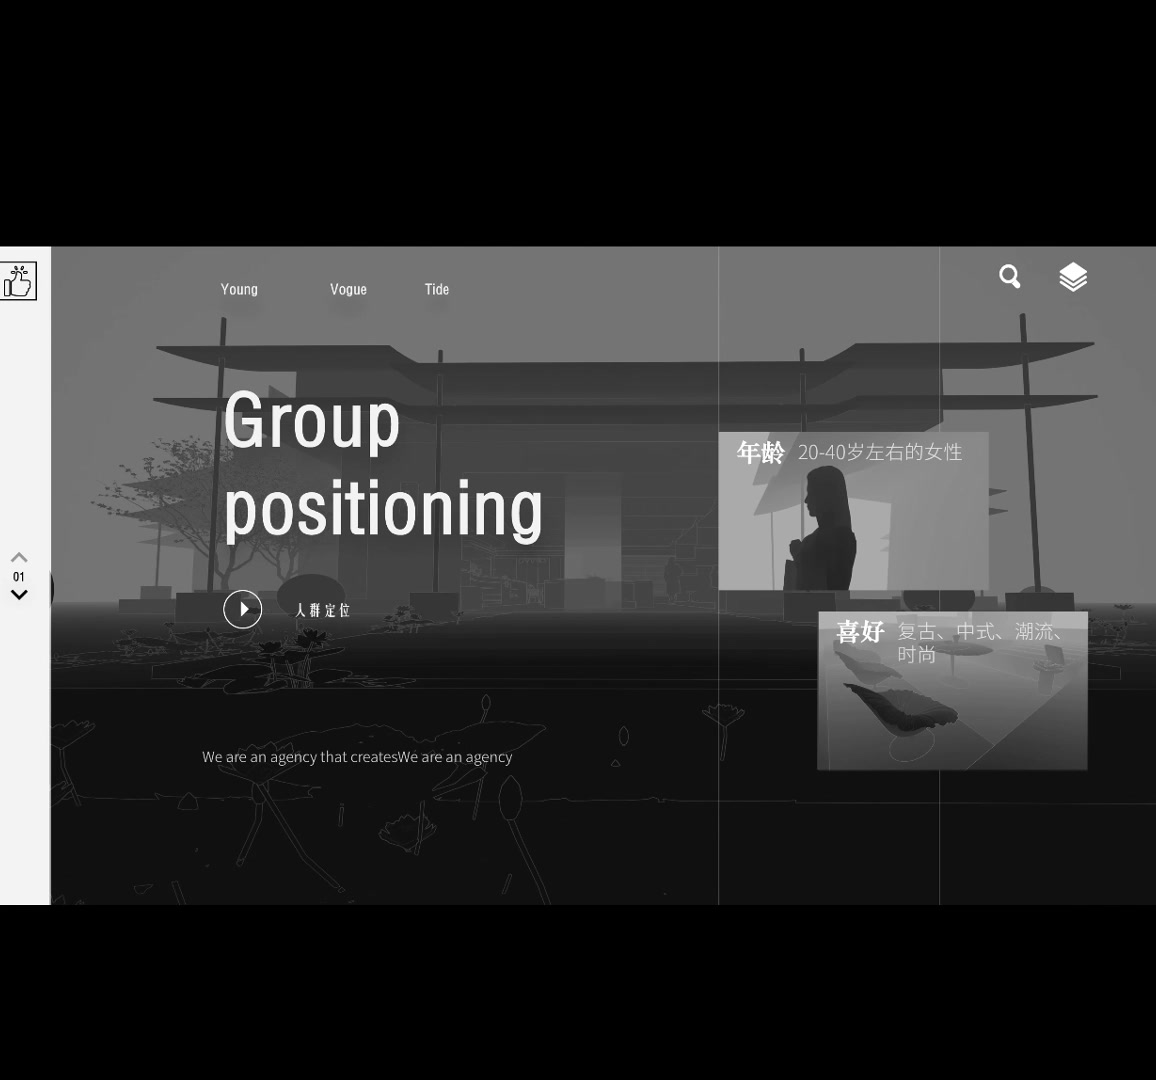 Young Vogue Tide
Group
positioning
人群定位
年龄 20-40岁左右的女性
喜好 复古、中式、潮流、
时尚
01
We are an agency that createsWe are an agency